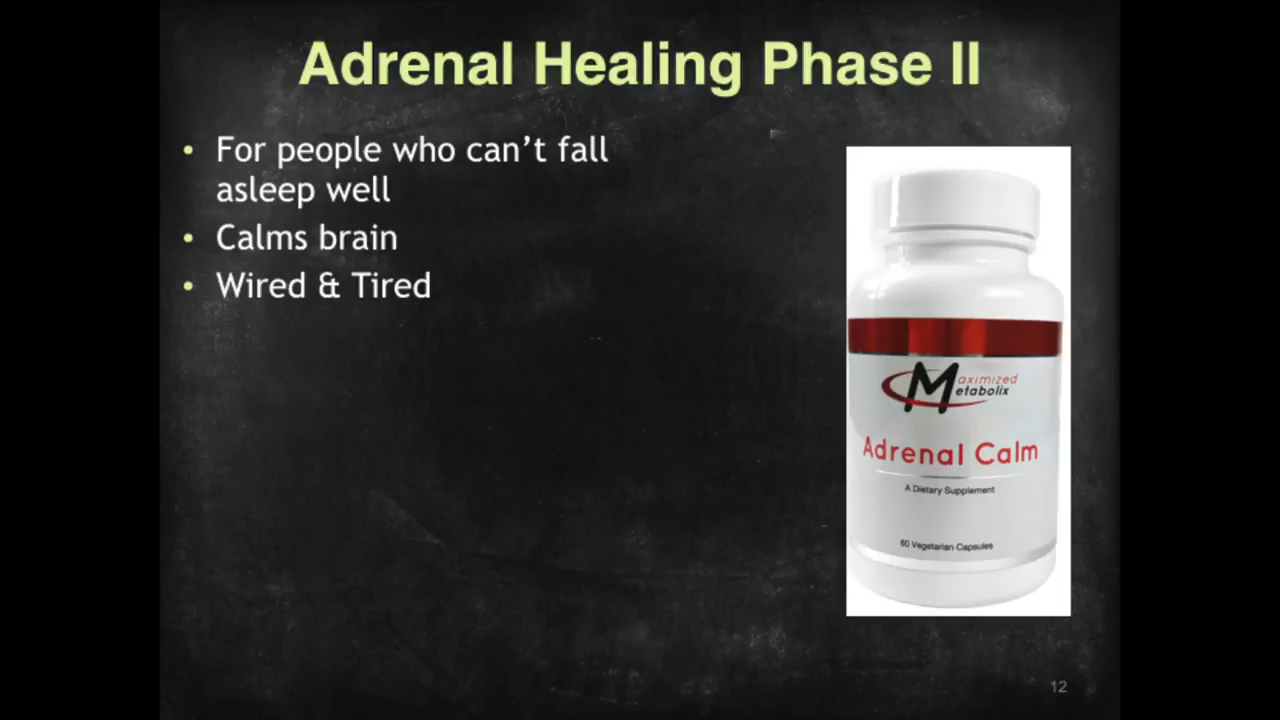 Adrenal Healing Phase II
• For people who can't fall
asleep well
• Calms brain
• Wired & Tired
Maximized
Metabolix
Adrenal Calm
A Dietary Supplement
60 Vegetarian Capsules
12